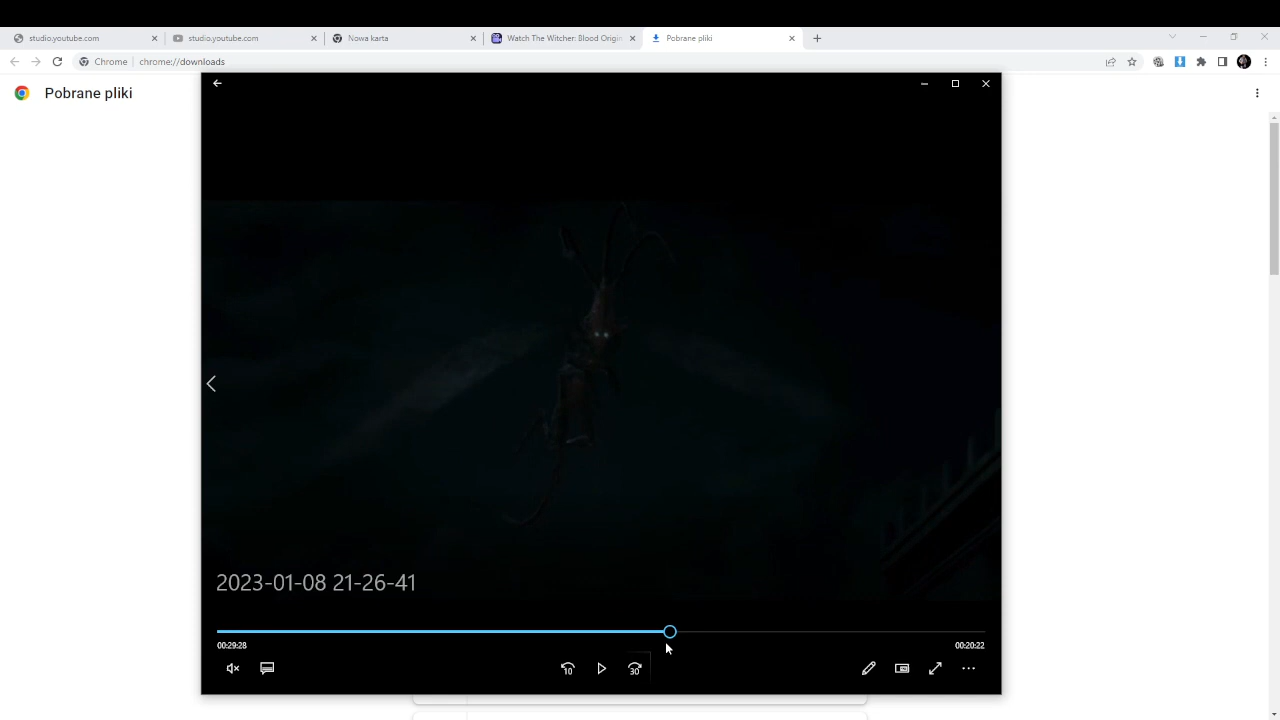 studio.youtube.com
studio.youtube.com
Nowa karta
Watch The Witcher: Blood Origin
Pobrane pliki
Chrome
chrome://downloads
Pobrane pliki
2023-01-08 21-26-41
00:29:28
00:20:22
10
30